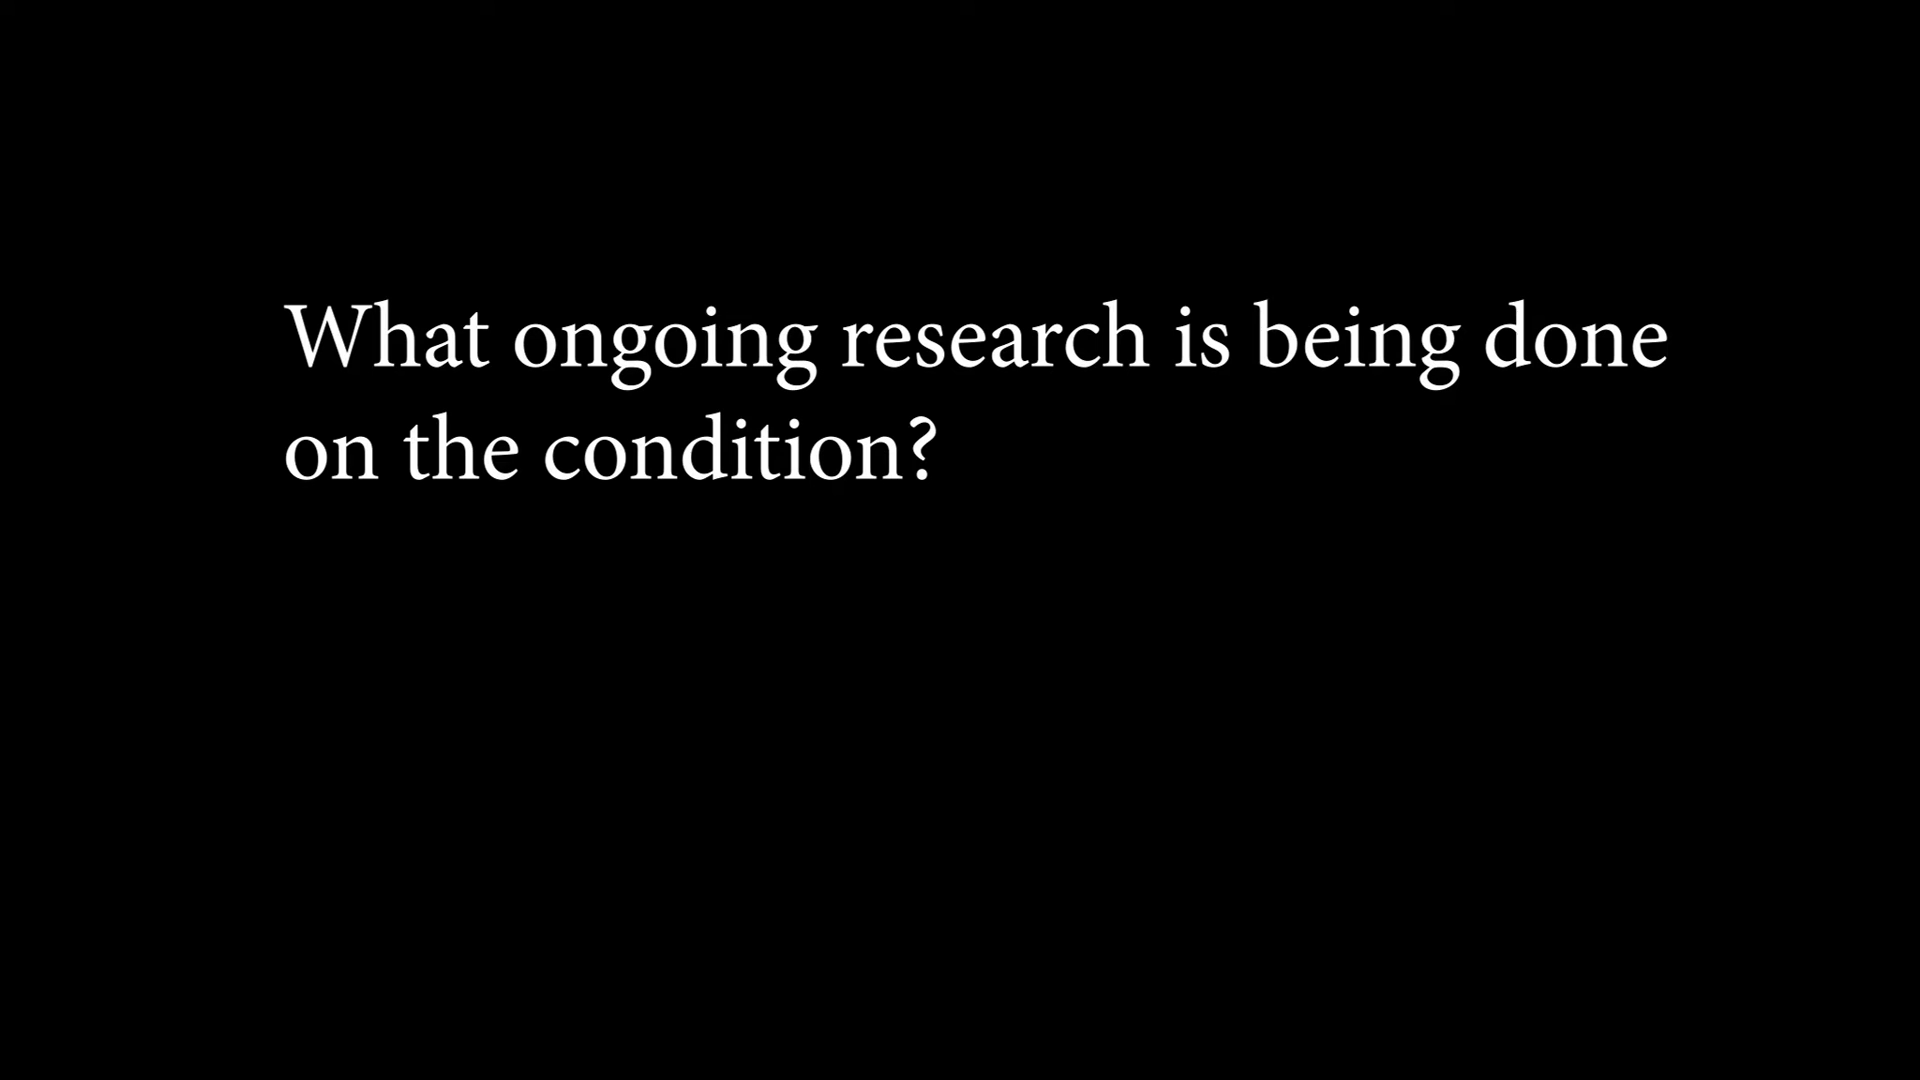 What ongoing research is being done
on the condition?